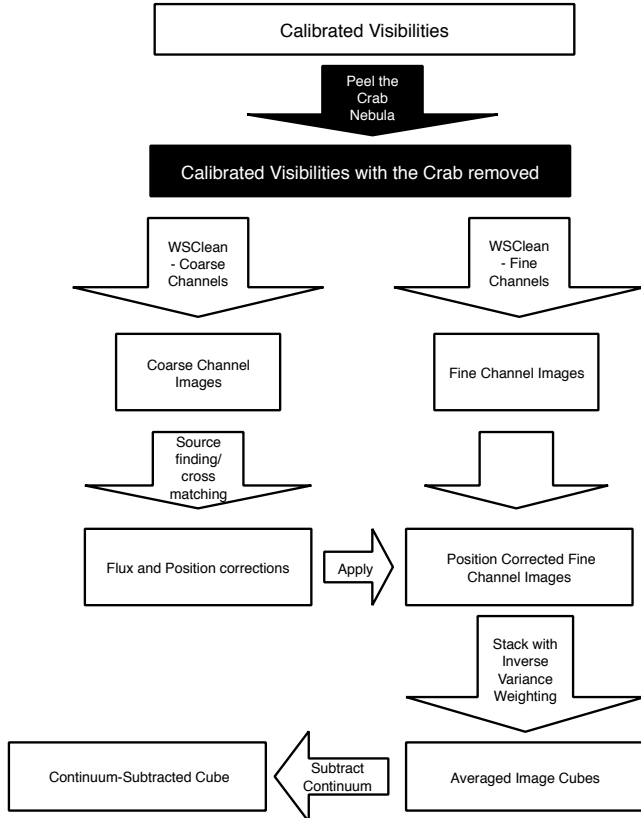 Calibrated Visibilities
Peel the
Crab
Nebula
Calibrated Visibilities with the Crab removed
WSClean
- Coarse
Channels
WSClean
- Fine
Channels
Coarse Channel
Images
Fine Channel Images
Source
finding/
cross
matching
Flux and Position corrections
Apply
Position Corrected Fine
Channel Images
Stack with
Inverse
Variance
Weighting
Continuum-Subtracted Cube
Subtract
Continuum
Averaged Image Cubes